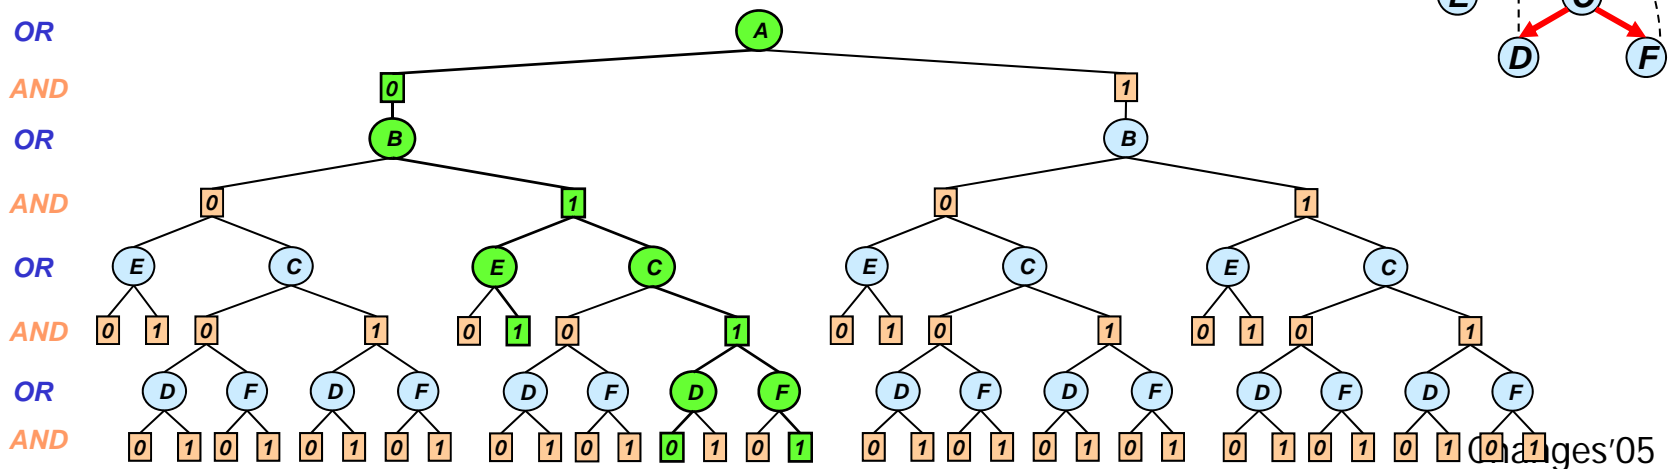 E C
OR A
D F
AND 0 1
OR B B
AND 0 1 0 1
OR E C E C E C E C
AND 0 1 0 1 0 1 0 1 0 1 0 1 0 1 0 1
OR D F D F D F D F D F D F D F D F
AND 0 1 0 1 0 1 0 1 0 1 0 1 0 1 0 1 0 1 0 1 0 1 0 1 0 1 0 1 0 1 0 1
Changes'05